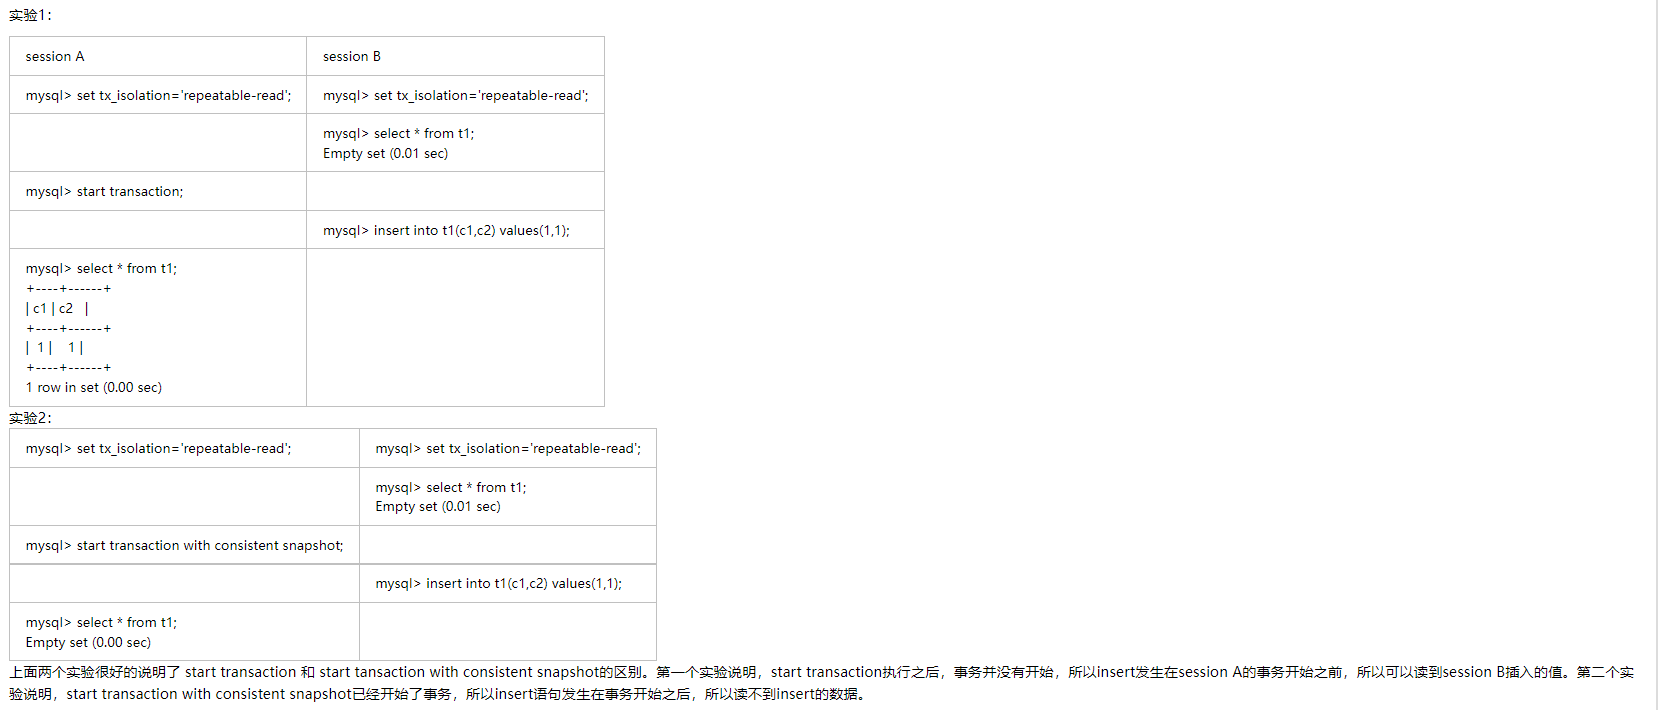 实验1：
session A session B
mysql> set tx_isolation='repeatable-read'; mysql> set tx_isolation='repeatable-read';
mysql> select * from t1;
Empty set (0.01 sec)
mysql> start transaction;
mysql> insert into t1(c1,c2) values(1,1);
mysql> select * from t1;
+----+------+
| c1 | c2   |
+----+------+
|  1 |    1 |
+----+------+
1 row in set (0.00 sec)
实验2：
mysql> set tx_isolation='repeatable-read'; mysql> set tx_isolation='repeatable-read';
mysql> select * from t1;
Empty set (0.01 sec)
mysql> start transaction with consistent snapshot;
mysql> insert into t1(c1,c2) values(1,1);
mysql> select * from t1;
Empty set (0.00 sec)
上面两个实验很好的说明了 start transaction 和 start tansaction with consistent snapshot的区别。第一个实验说明，start transaction执行之后，事务并没有开始，所以insert发生在session A的事务开始之前，所以可以读到session B插入的值。第二个实
验说明，start transaction with consistent snapshot已经开始了事务，所以insert语句发生在事务开始之后，所以读不到insert的数据。